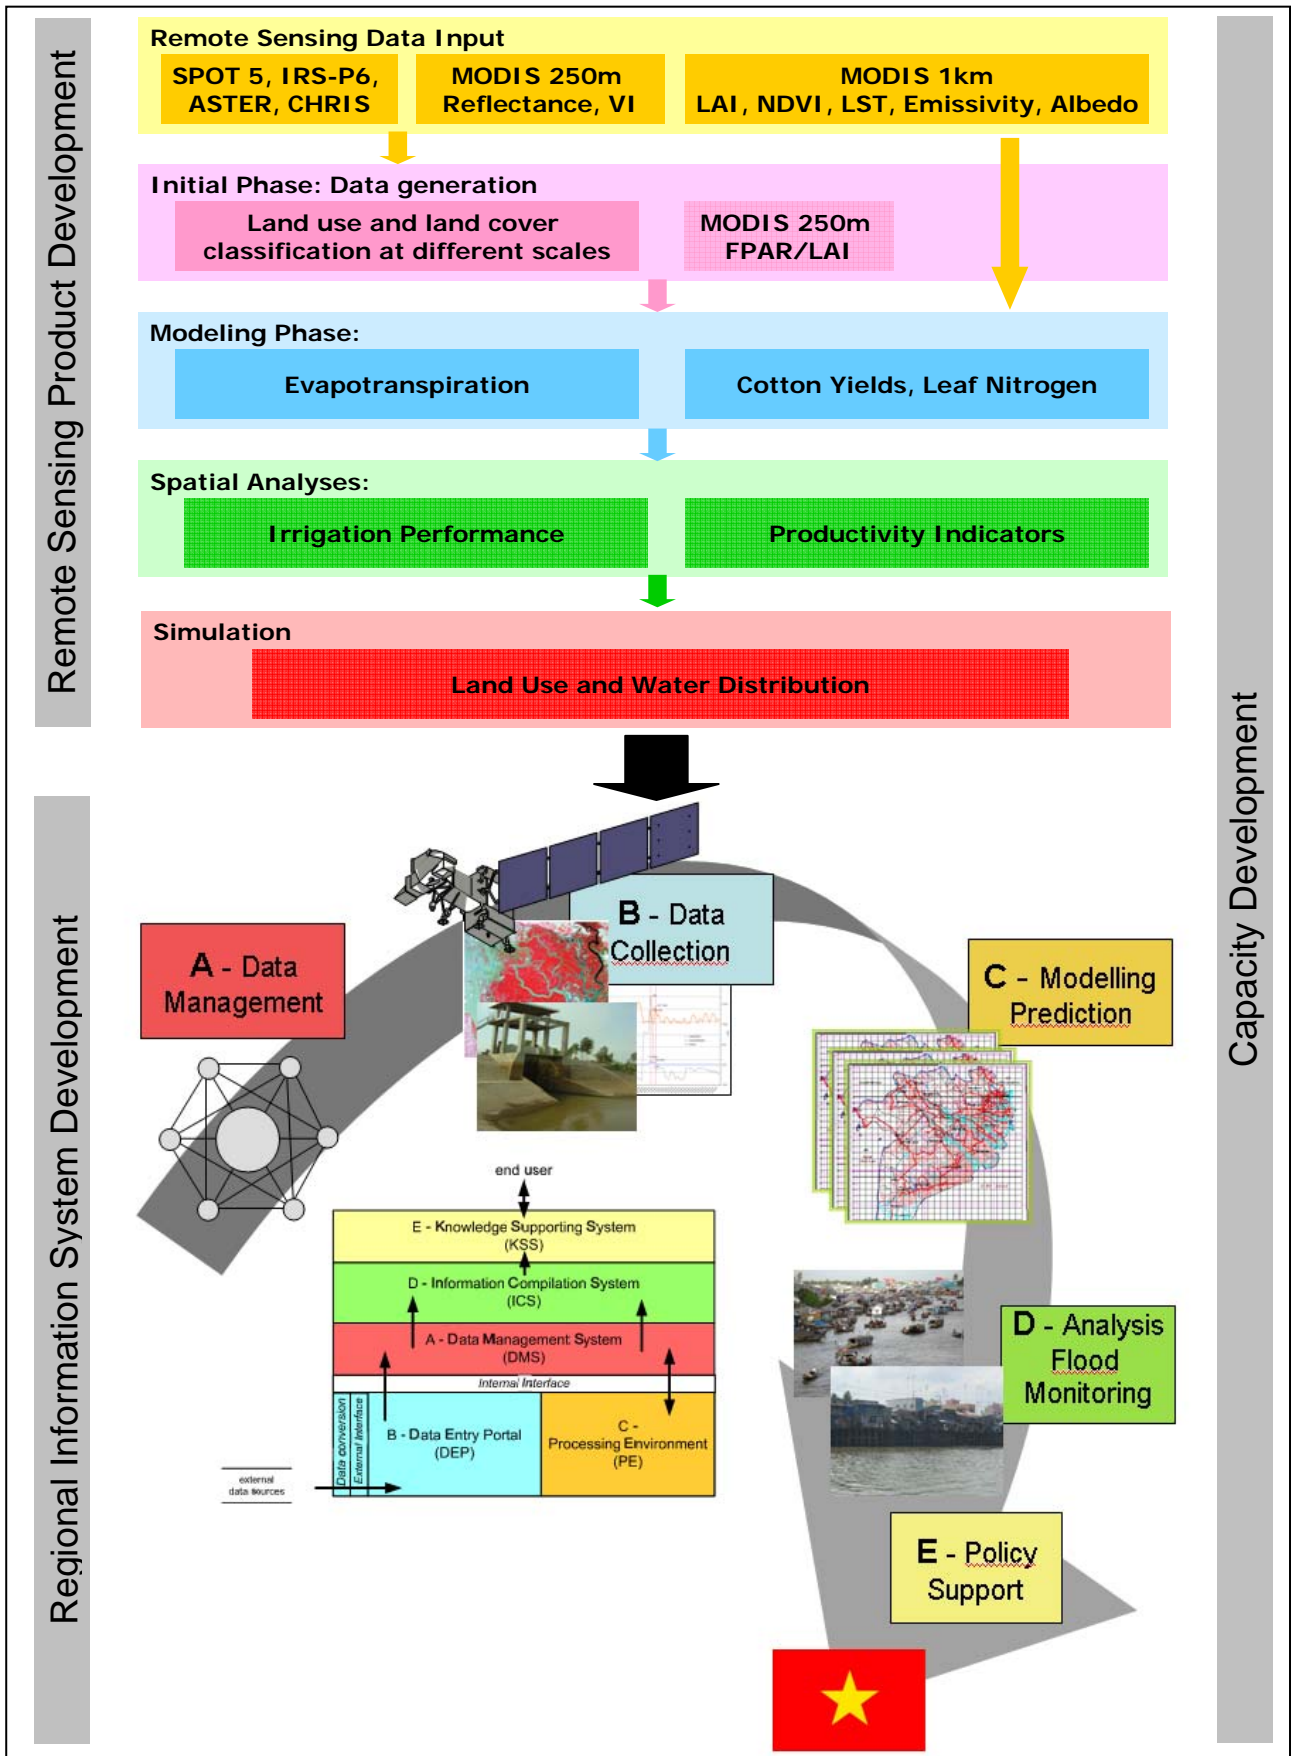 Remote Sensing Product Development
Remote Sensing Data Input
SPOT 5, IRS-P6,
ASTER, CHRIS
MODIS 250m
Reflectance, VI
MODIS 1km
LAI, NDVI, LST, Emissivity, Albedo
Initial Phase: Data generation
Land use and land cover
classification at different scales
MODIS 250m
FPAR/LAI
Modeling Phase:
Evapotranspiration
Cotton Yields, Leaf Nitrogen
Spatial Analyses:
Irrigation Performance
Productivity Indicators
Simulation
Land Use and Water Distribution
Capacity Development
Regional Information System Development
A - Data
Management
B - Data
Collection
C - Modelling
Prediction
D - Analysis
Flood
Monitoring
E - Policy
Support
end user
E - Knowledge Supporting System
(KSS)
D - Information Compilation System
(ICS)
A - Data Management System
(DMS)
Internal Interface
Data conversion
External Interface
B - Data Entry Portal
(DEP)
C -
Processing Environment
(PE)
external
data sources